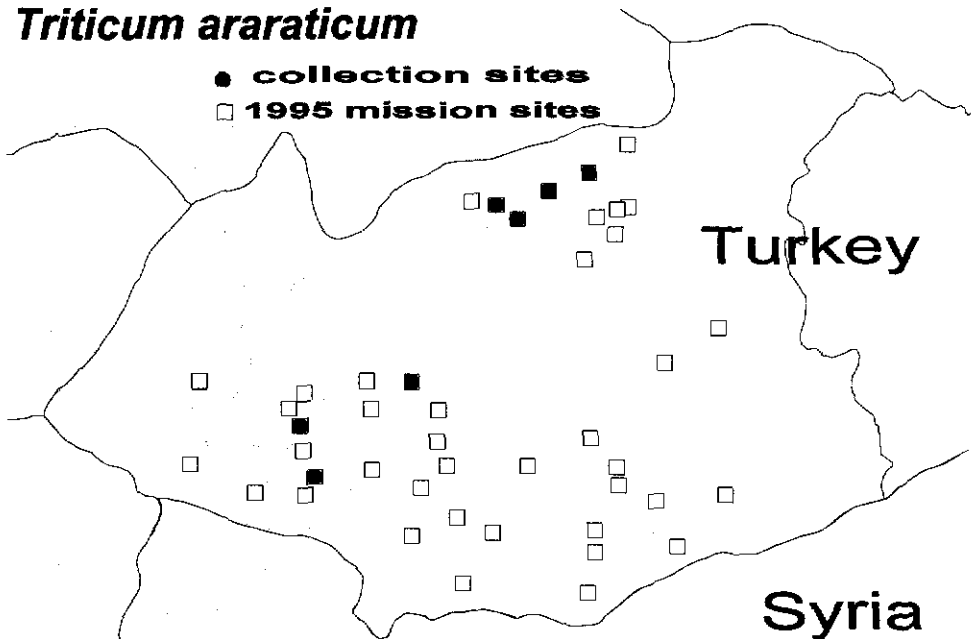 Triticum araraticum
collection sites
1995 mission sites
Turkey
Syria